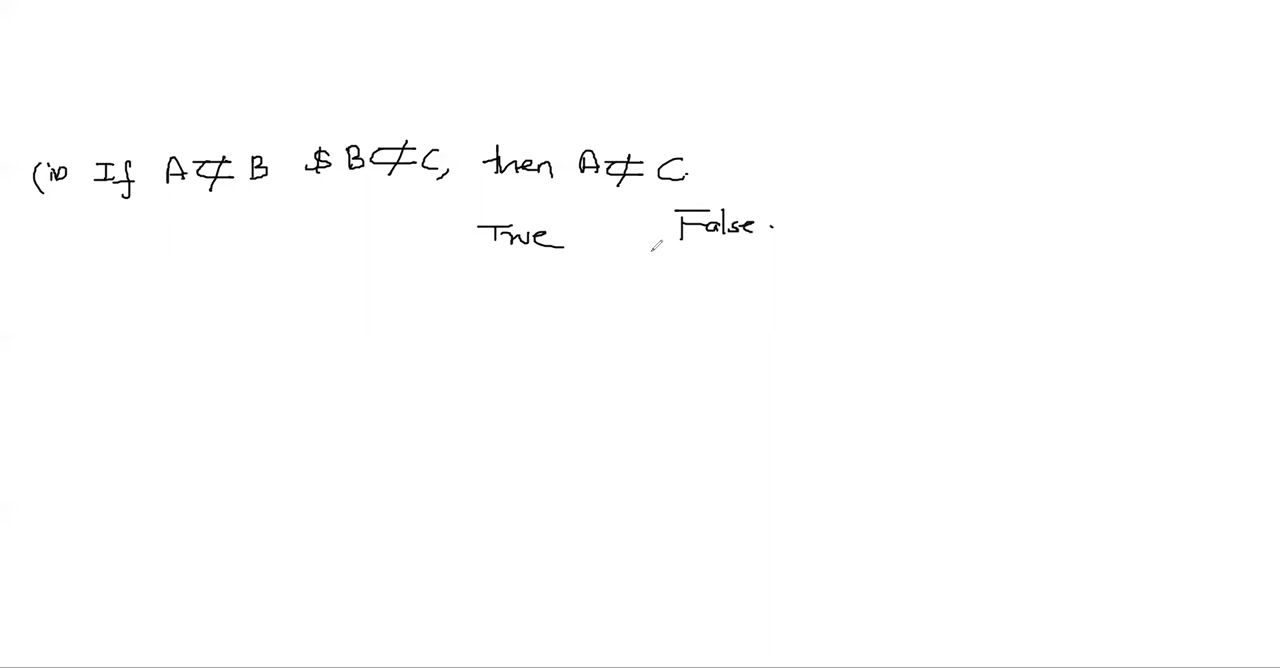 (iv) If A ⊄ B $ B ⊄ C, then A ⊄ C.
True False.